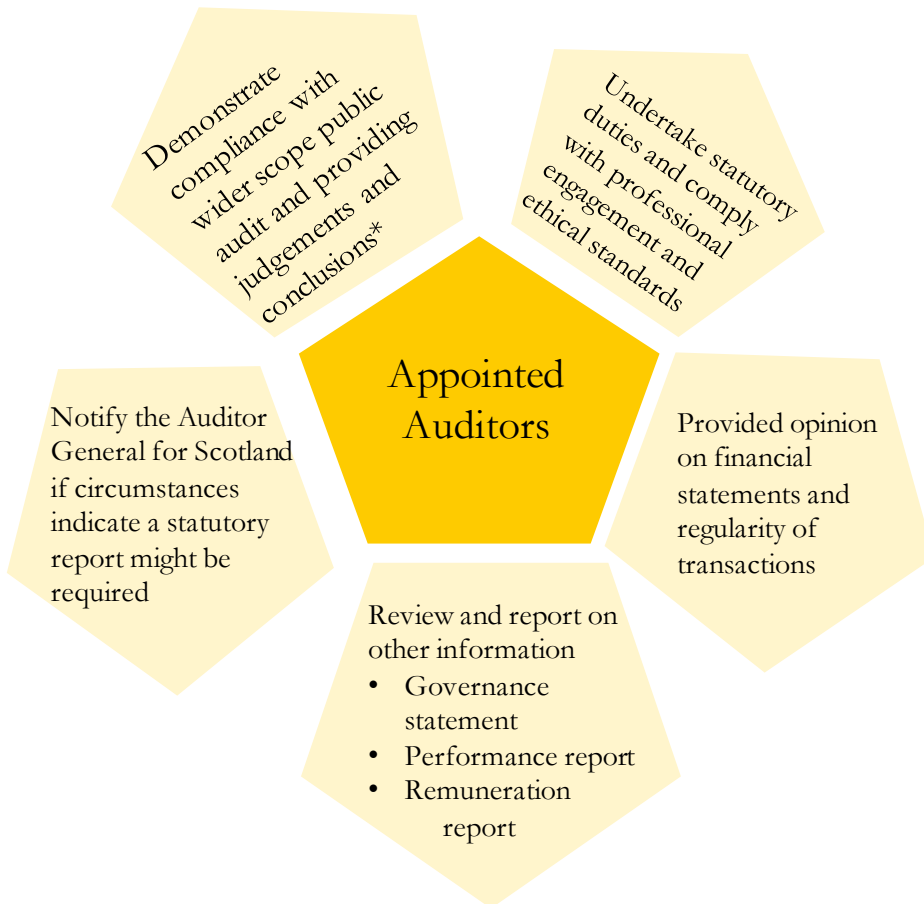 Demonstrate
compliance with
wider scope public
audit and providing
judgements and
conclusions*
Undertake statutory
duties and comply
with professional
engagement and
ethical standards
Appointed
Auditors
Notify the Auditor
General for Scotland
if circumstances
indicate a statutory
report might be
required
Provided opinion
on financial
statements and
regularity of
transactions
Review and report on
other information
• Governance
statement
• Performance report
• Remuneration
report